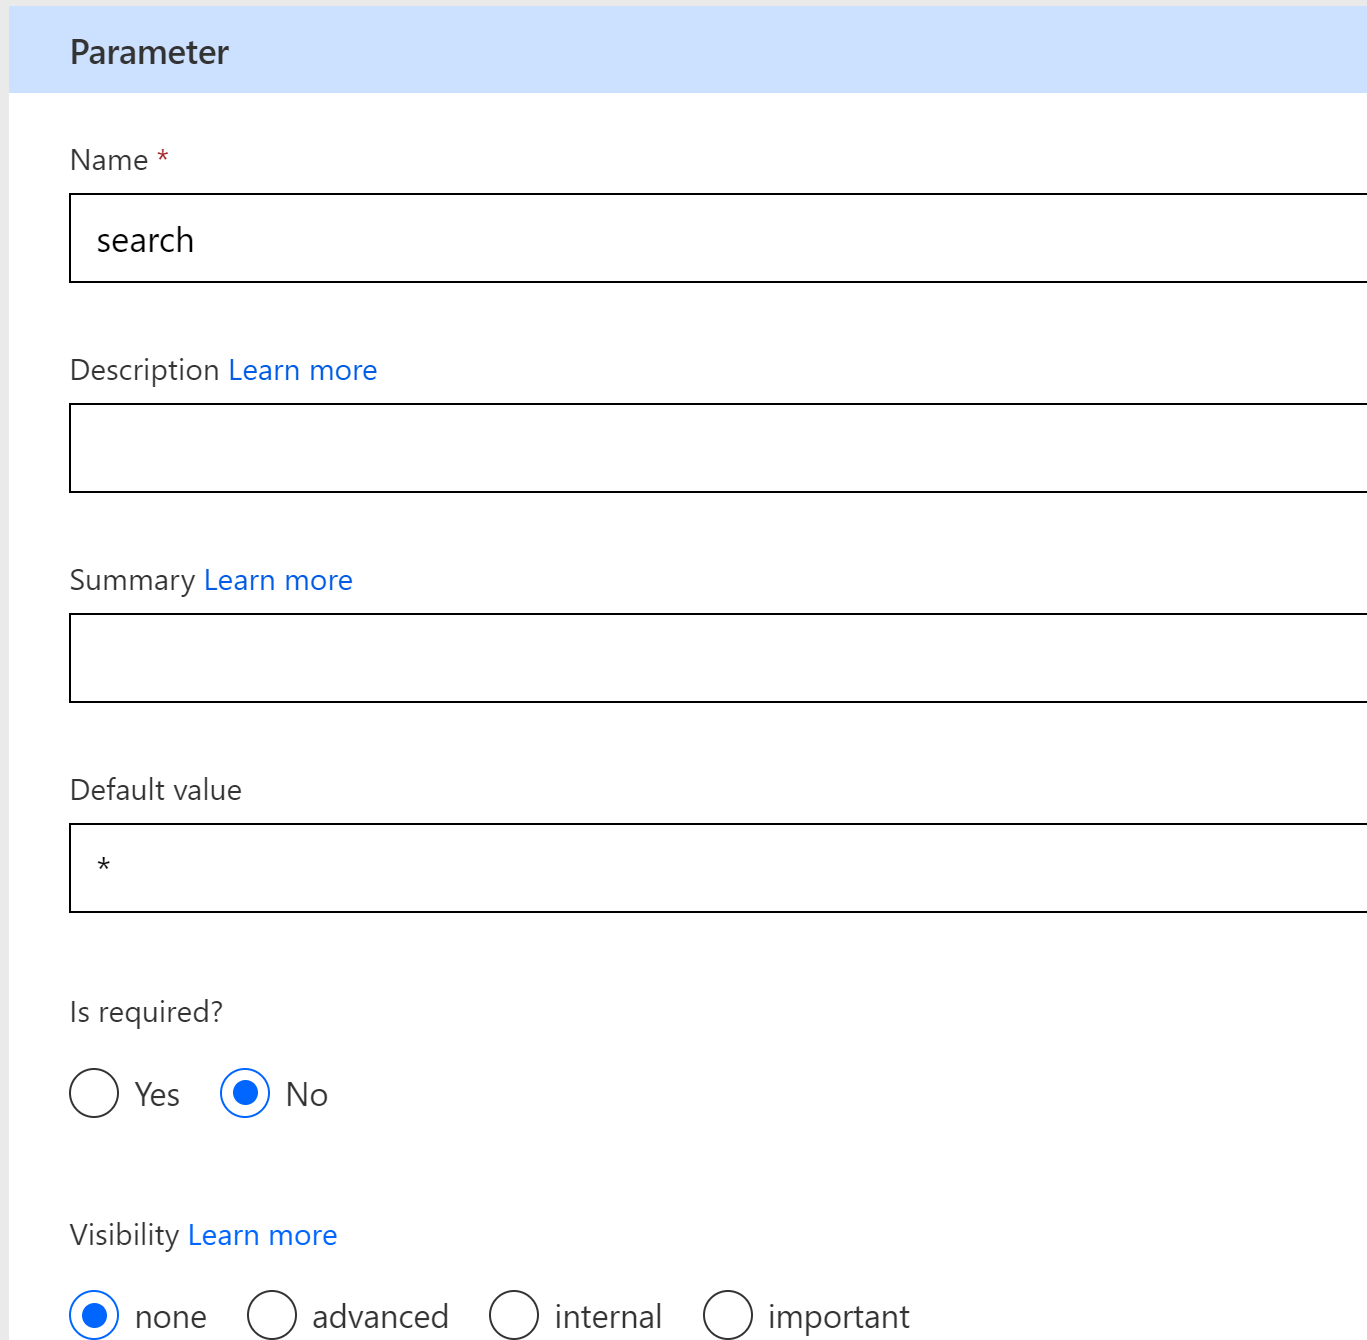 Parameter
Name *
search
Description Learn more
Summary Learn more
Default value
*
Is required?
Yes No
Visibility Learn more
none advanced internal important